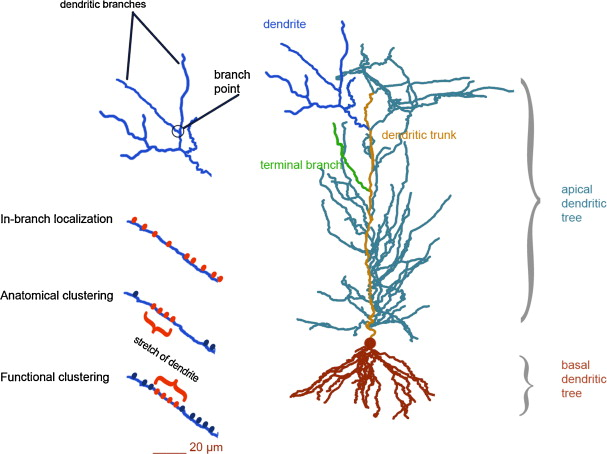 dendritic branches
branch
point
dendrite
dendritic trunk
terminal branch
apical
dendritic
tree
In-branch localization
Anatomical clustering
stretch of dendrite
Functional clustering
basal
dendritic
tree
20 µm